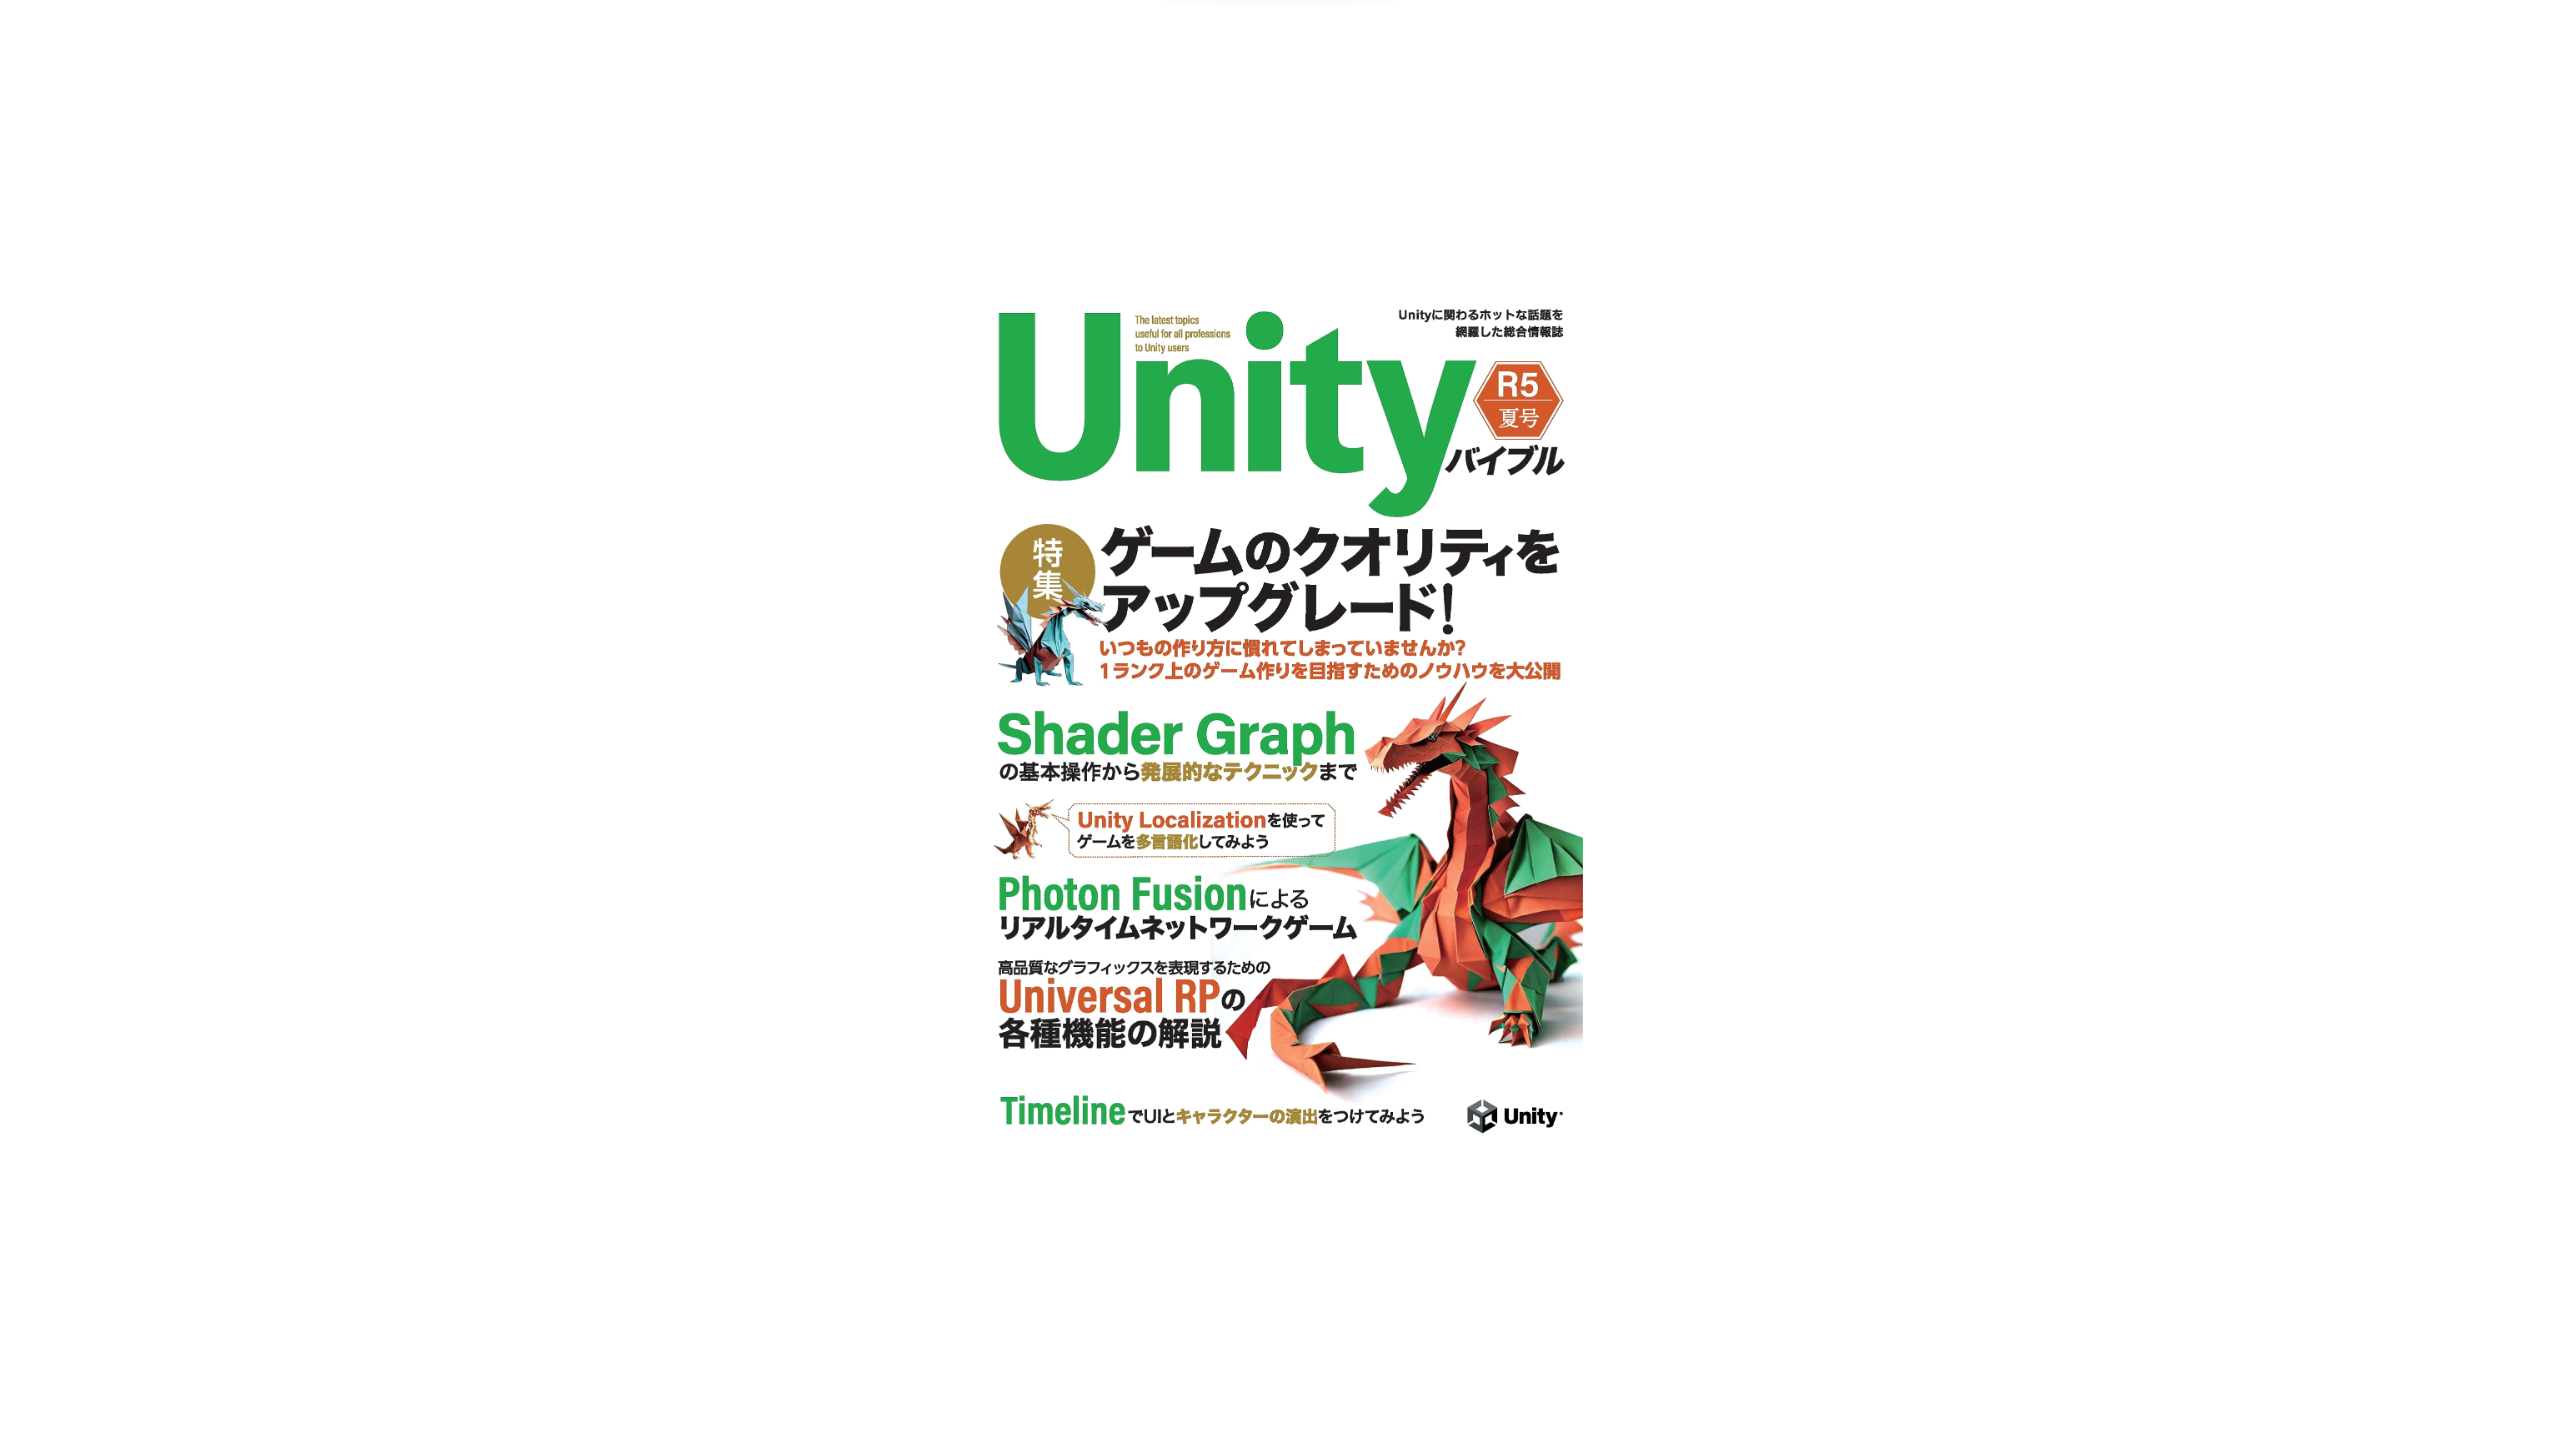 Unityに関わるホットな話題を
網羅した総合情報誌
The latest topics
useful for all professions
to Unity users
Unity
R5
夏号
バイブル
特集
ゲームのクオリティを
アップグレード!
いつもの作り方に慣れてしまっていませんか?
1ランク上のゲーム作りを目指すためのノウハウを大公開
Shader Graph
の基本操作から発展的なテクニックまで
Unity Localizationを使って
ゲームを多言語化してみよう
Photon Fusionによる
リアルタイムネットワークゲーム
高品質なグラフィックスを表現するための
Universal RPの
各種機能の解説
TimelineでUIとキャラクターの演出をつけてみよう
Unity